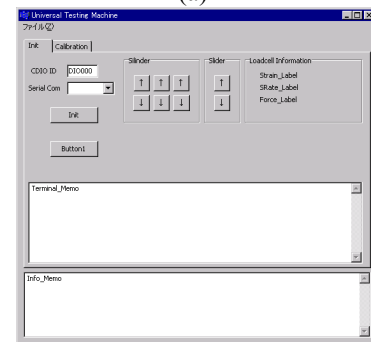 Universal Testing Machine
ファイル(Z)
Init Calibration
CDIO ID DIO000
Serial Com
Init
Button1
Silinder
↑ ↑ ↑
↓ ↓ ↓
Slider
↑
↓
Loadcell Information
Strain_Label
SRate_Label
Force_Label
Terminal_Memo
Info_Memo